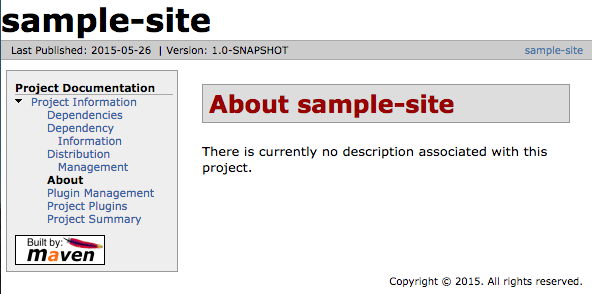 sample-site
Last Published: 2015-05-26 | Version: 1.0-SNAPSHOT
sample-site
Project Documentation
Project Information
Dependencies
Dependency
Information
Distribution
Management
About
Plugin Management
Project Plugins
Project Summary
Built by:
maven
About sample-site
There is currently no description associated with this
project.
Copyright © 2015. All rights reserved.